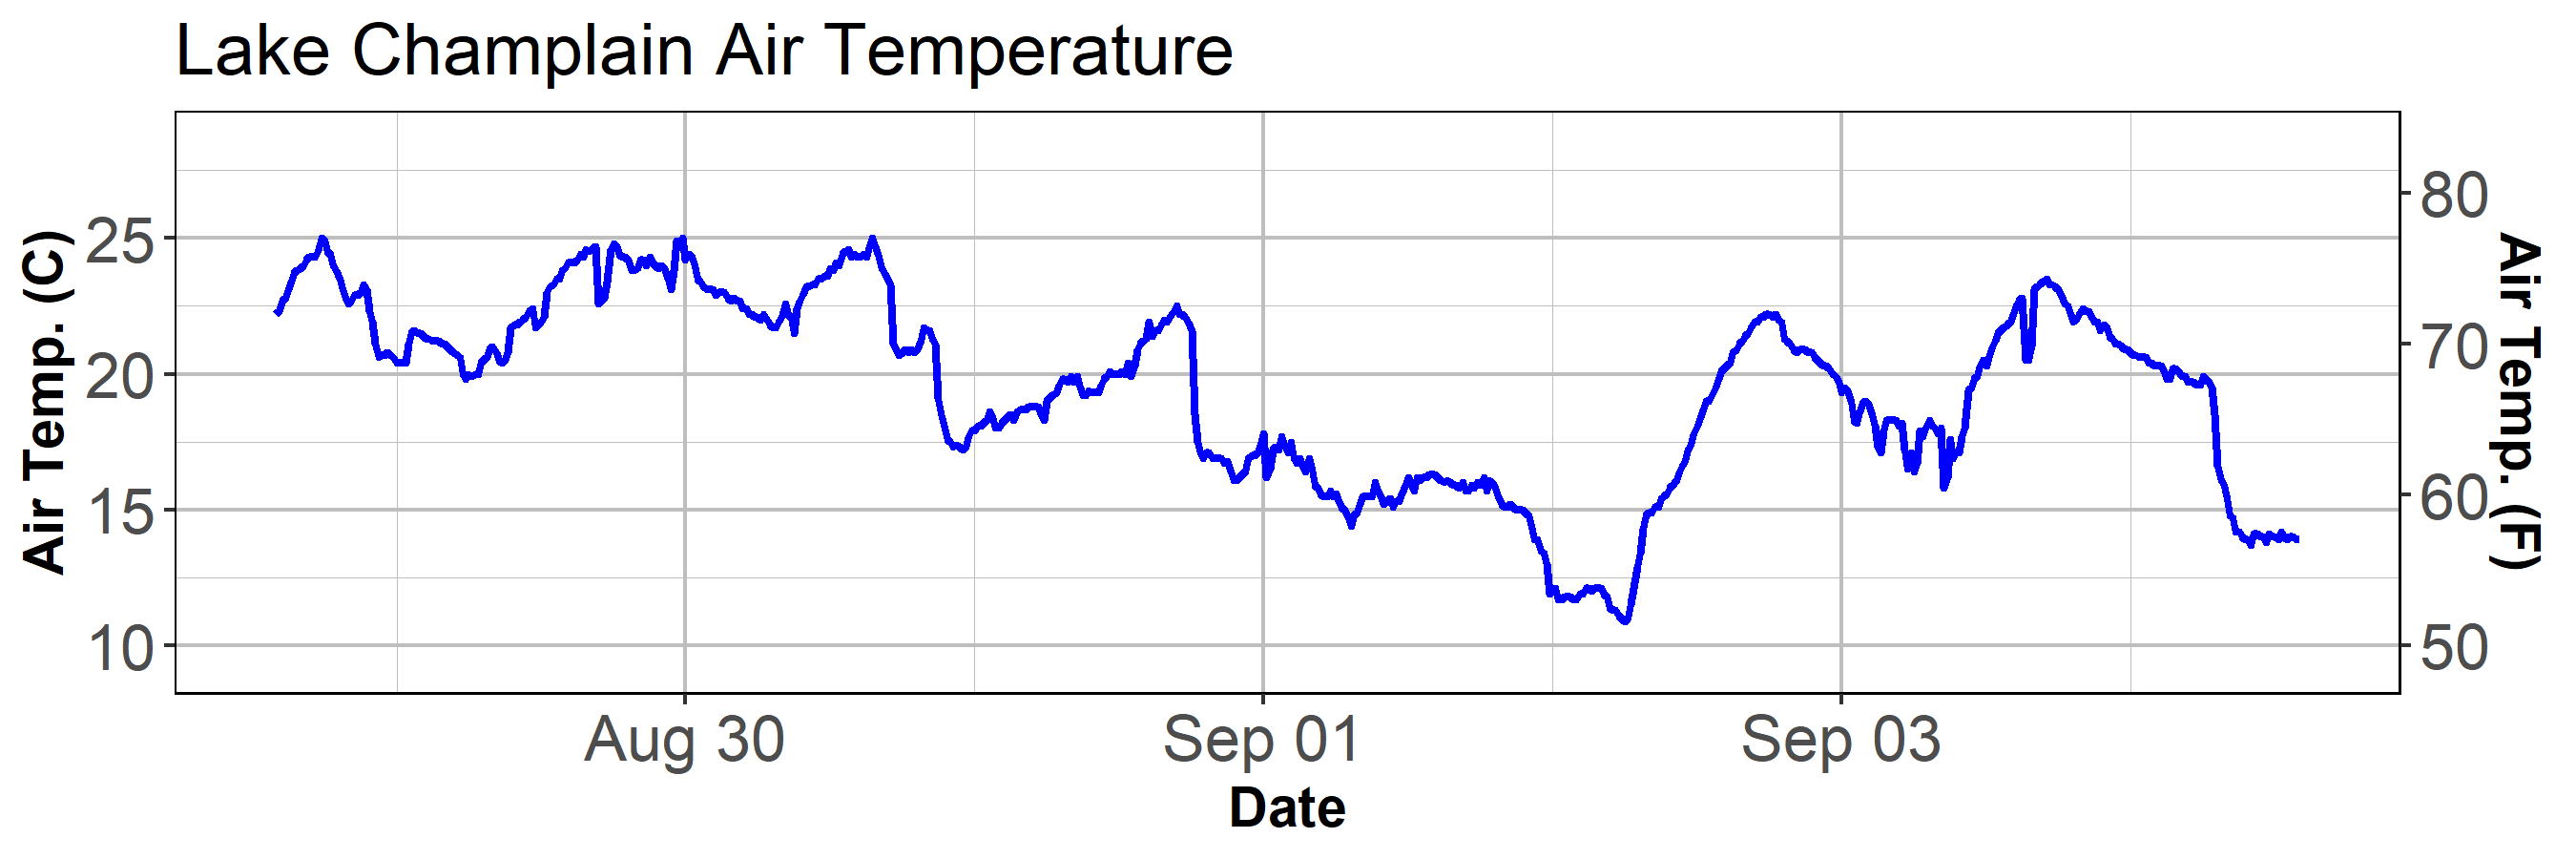 Lake Champlain Air Temperature
Air Temp. (C)
25
20
15
10
80
70
60
50
Air Temp. (F)
Aug 30
Sep 01
Sep 03
Date